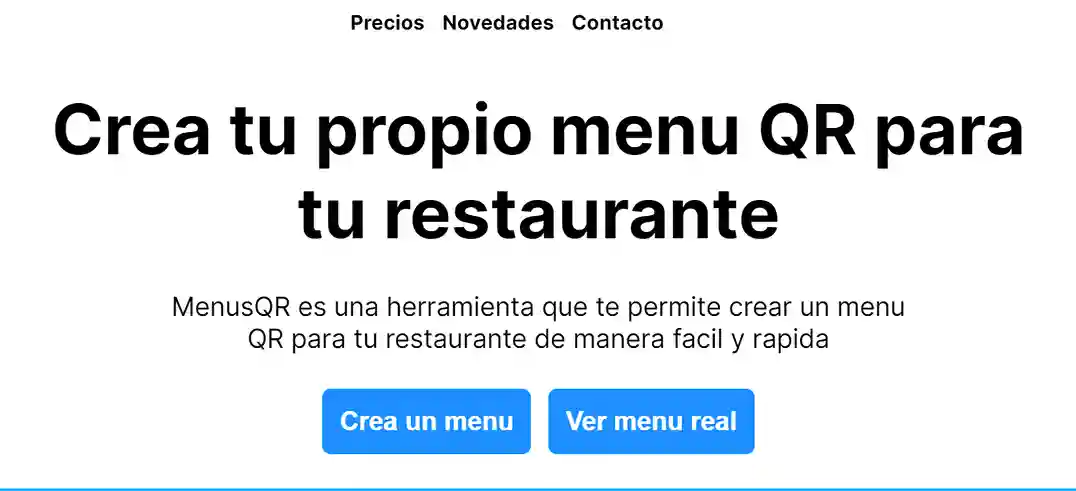 Precios Novedades Contacto
Crea tu propio menu QR para
tu restaurante
MenusQR es una herramienta que te permite crear un menu
QR para tu restaurante de manera facil y rapida
Crea un menu Ver menu real